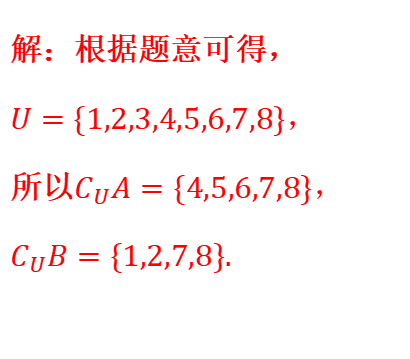 解：根据题意可得，
U = {1,2,3,4,5,6,7,8}，
所以C_U A = {4,5,6,7,8}，
C_U B = {1,2,7,8}.